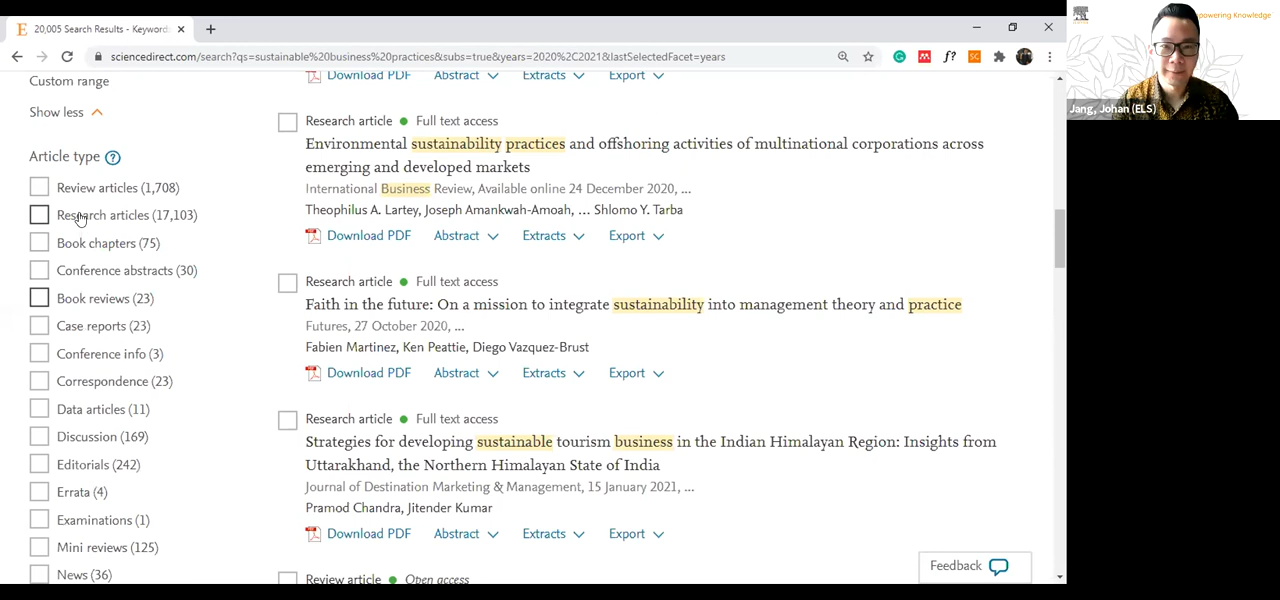 20,005 Search Results - Keyword
sciencedirect.com/search?qs=sustainable%20business%20practices&subs=true&years=2020%2C2021&lastSelectedFacet=years
Custom range
Show less
Article type
Review articles (1,708)
Research articles (17,103)
Book chapters (75)
Conference abstracts (30)
Book reviews (23)
Case reports (23)
Conference info (3)
Correspondence (23)
Data articles (11)
Discussion (169)
Editorials (242)
Errata (4)
Examinations (1)
Mini reviews (125)
News (36)
Download PDF Abstract Extracts Export
Research article Full text access
Environmental sustainability practices and offshoring activities of multinational corporations across
emerging and developed markets
International Business Review, Available online 24 December 2020, ...
Theophilus A. Lartey, Joseph Amankwah-Amoah, ... Shlomo Y. Tarba
Download PDF Abstract Extracts Export
Research article Full text access
Faith in the future: On a mission to integrate sustainability into management theory and practice
Futures, 27 October 2020, ...
Fabien Martinez, Ken Peattie, Diego Vazquez-Brust
Download PDF Abstract Extracts Export
Research article Full text access
Strategies for developing sustainable tourism business in the Indian Himalayan Region: Insights from
Uttarakhand, the Northern Himalayan State of India
Journal of Destination Marketing & Management, 15 January 2021, ...
Pramod Chandra, Jitender Kumar
Download PDF Abstract Extracts Export
Review article Open access
Feedback
powering Knowledge
Jang, Johan (ELS)